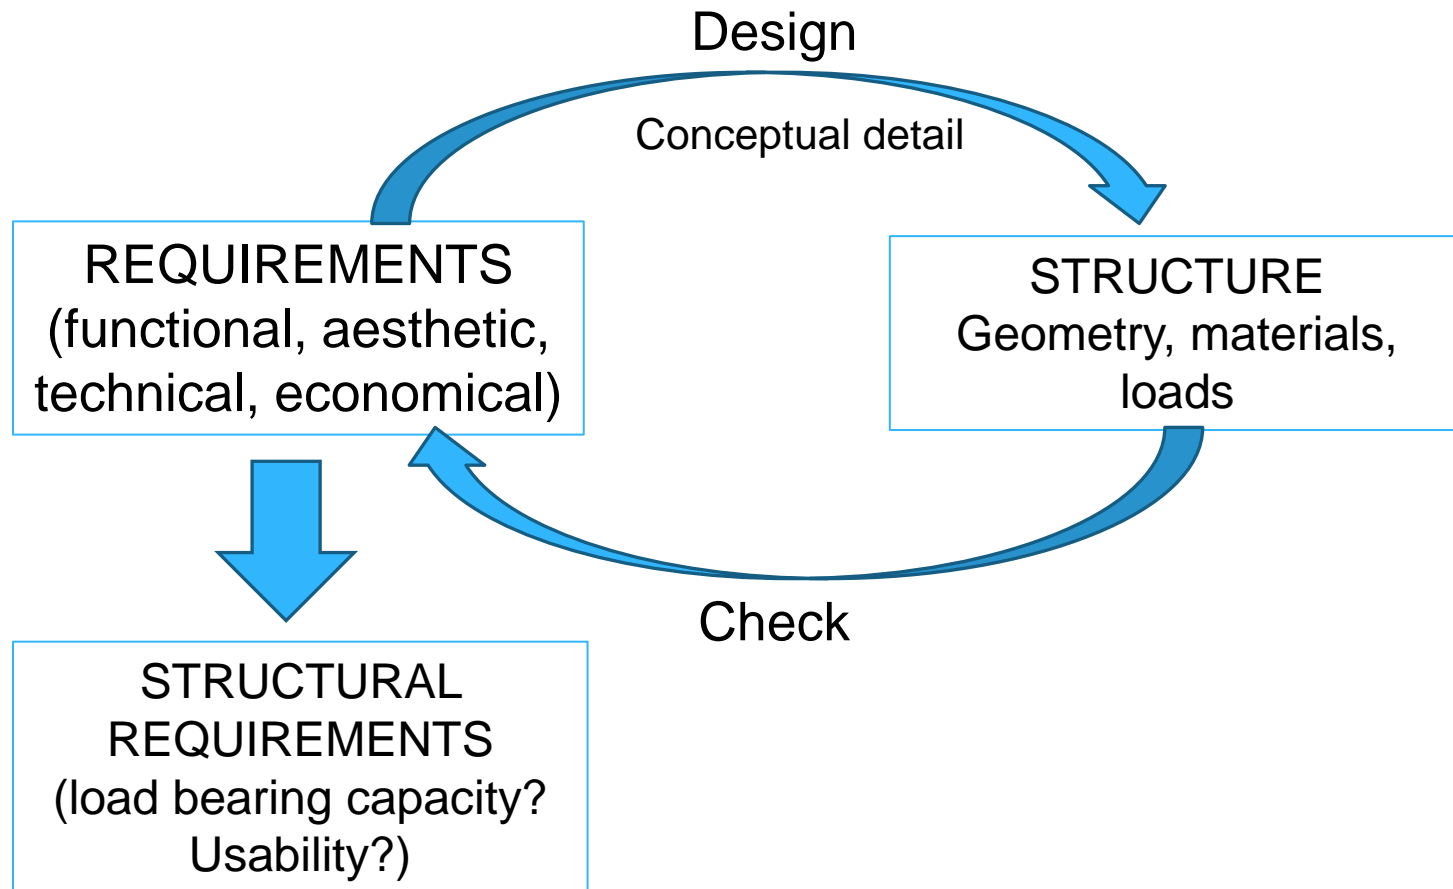 Design
Conceptual detail
REQUIREMENTS
(functional, aesthetic,
technical, economical)
STRUCTURE
Geometry, materials,
loads
Check
STRUCTURAL
REQUIREMENTS
(load bearing capacity?
Usability?)